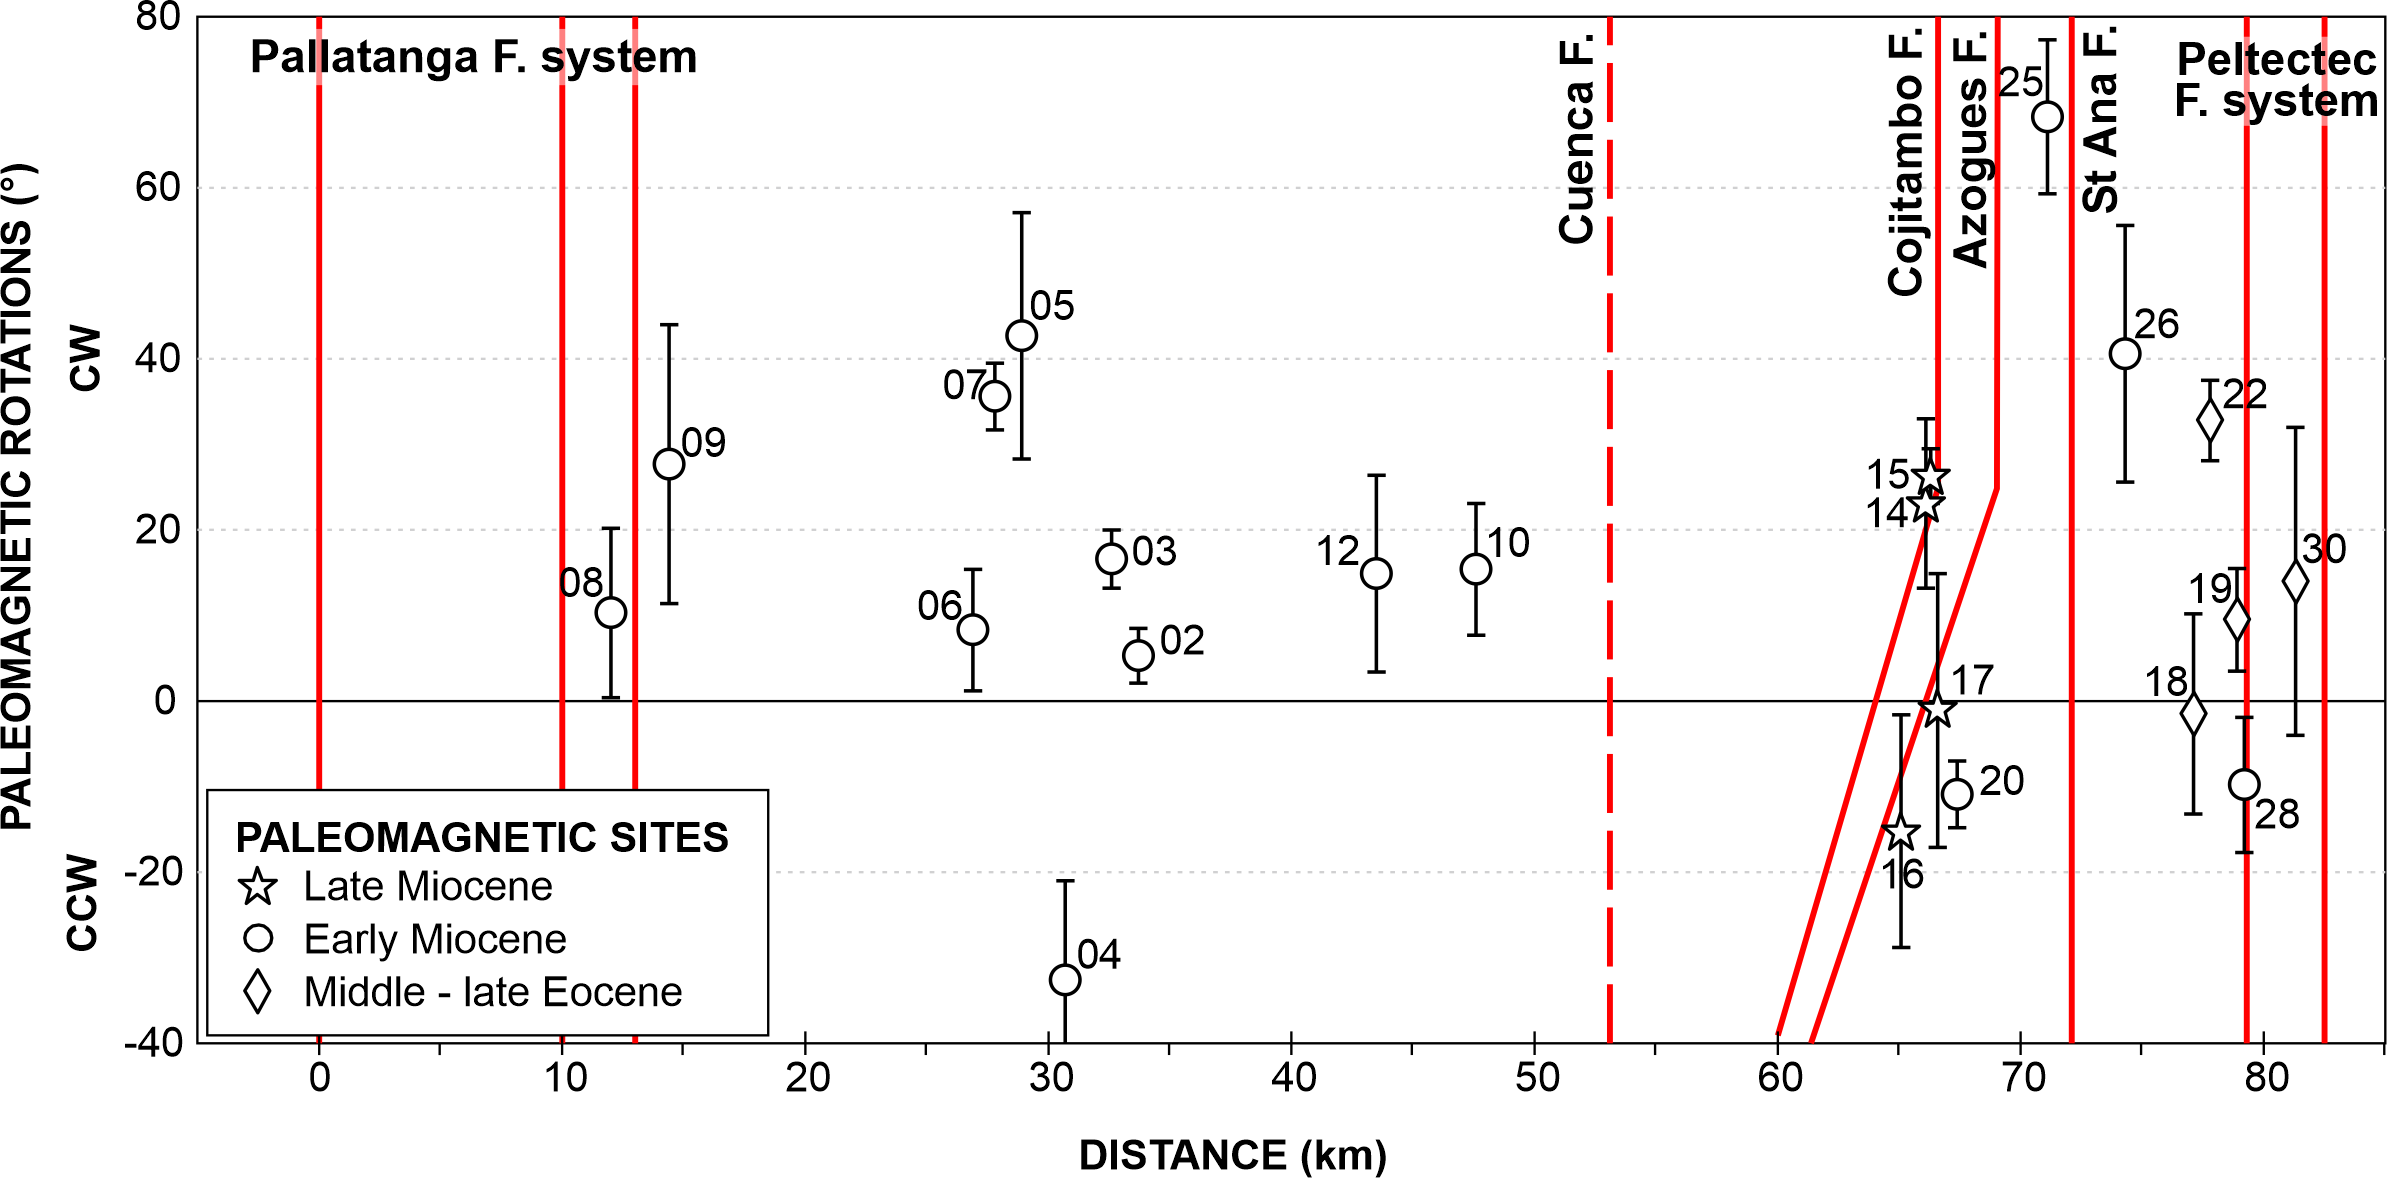 80
60
40
20
0
-20
-40
PALEOMAGNETIC ROTATIONS (°)
CW
CCW
Pallatanga F. system
Cuenca F.
Cojitambo F.
Azogues F.
St Ana F.
Peltectec
F. system
25
05
26
07
22
09
15
14
03
12
10
30
08
06
19
02
17
18
20
28
16
04
PALEOMAGNETIC SITES
Late Miocene
Early Miocene
Middle - late Eocene
0 10 20 30 40 50 60 70 80
DISTANCE (km)